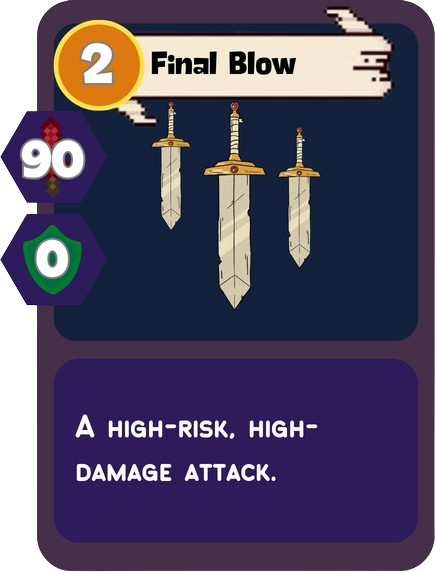 2
Final Blow
90
0
A HIGH-RISK, HIGH-
DAMAGE ATTACK.